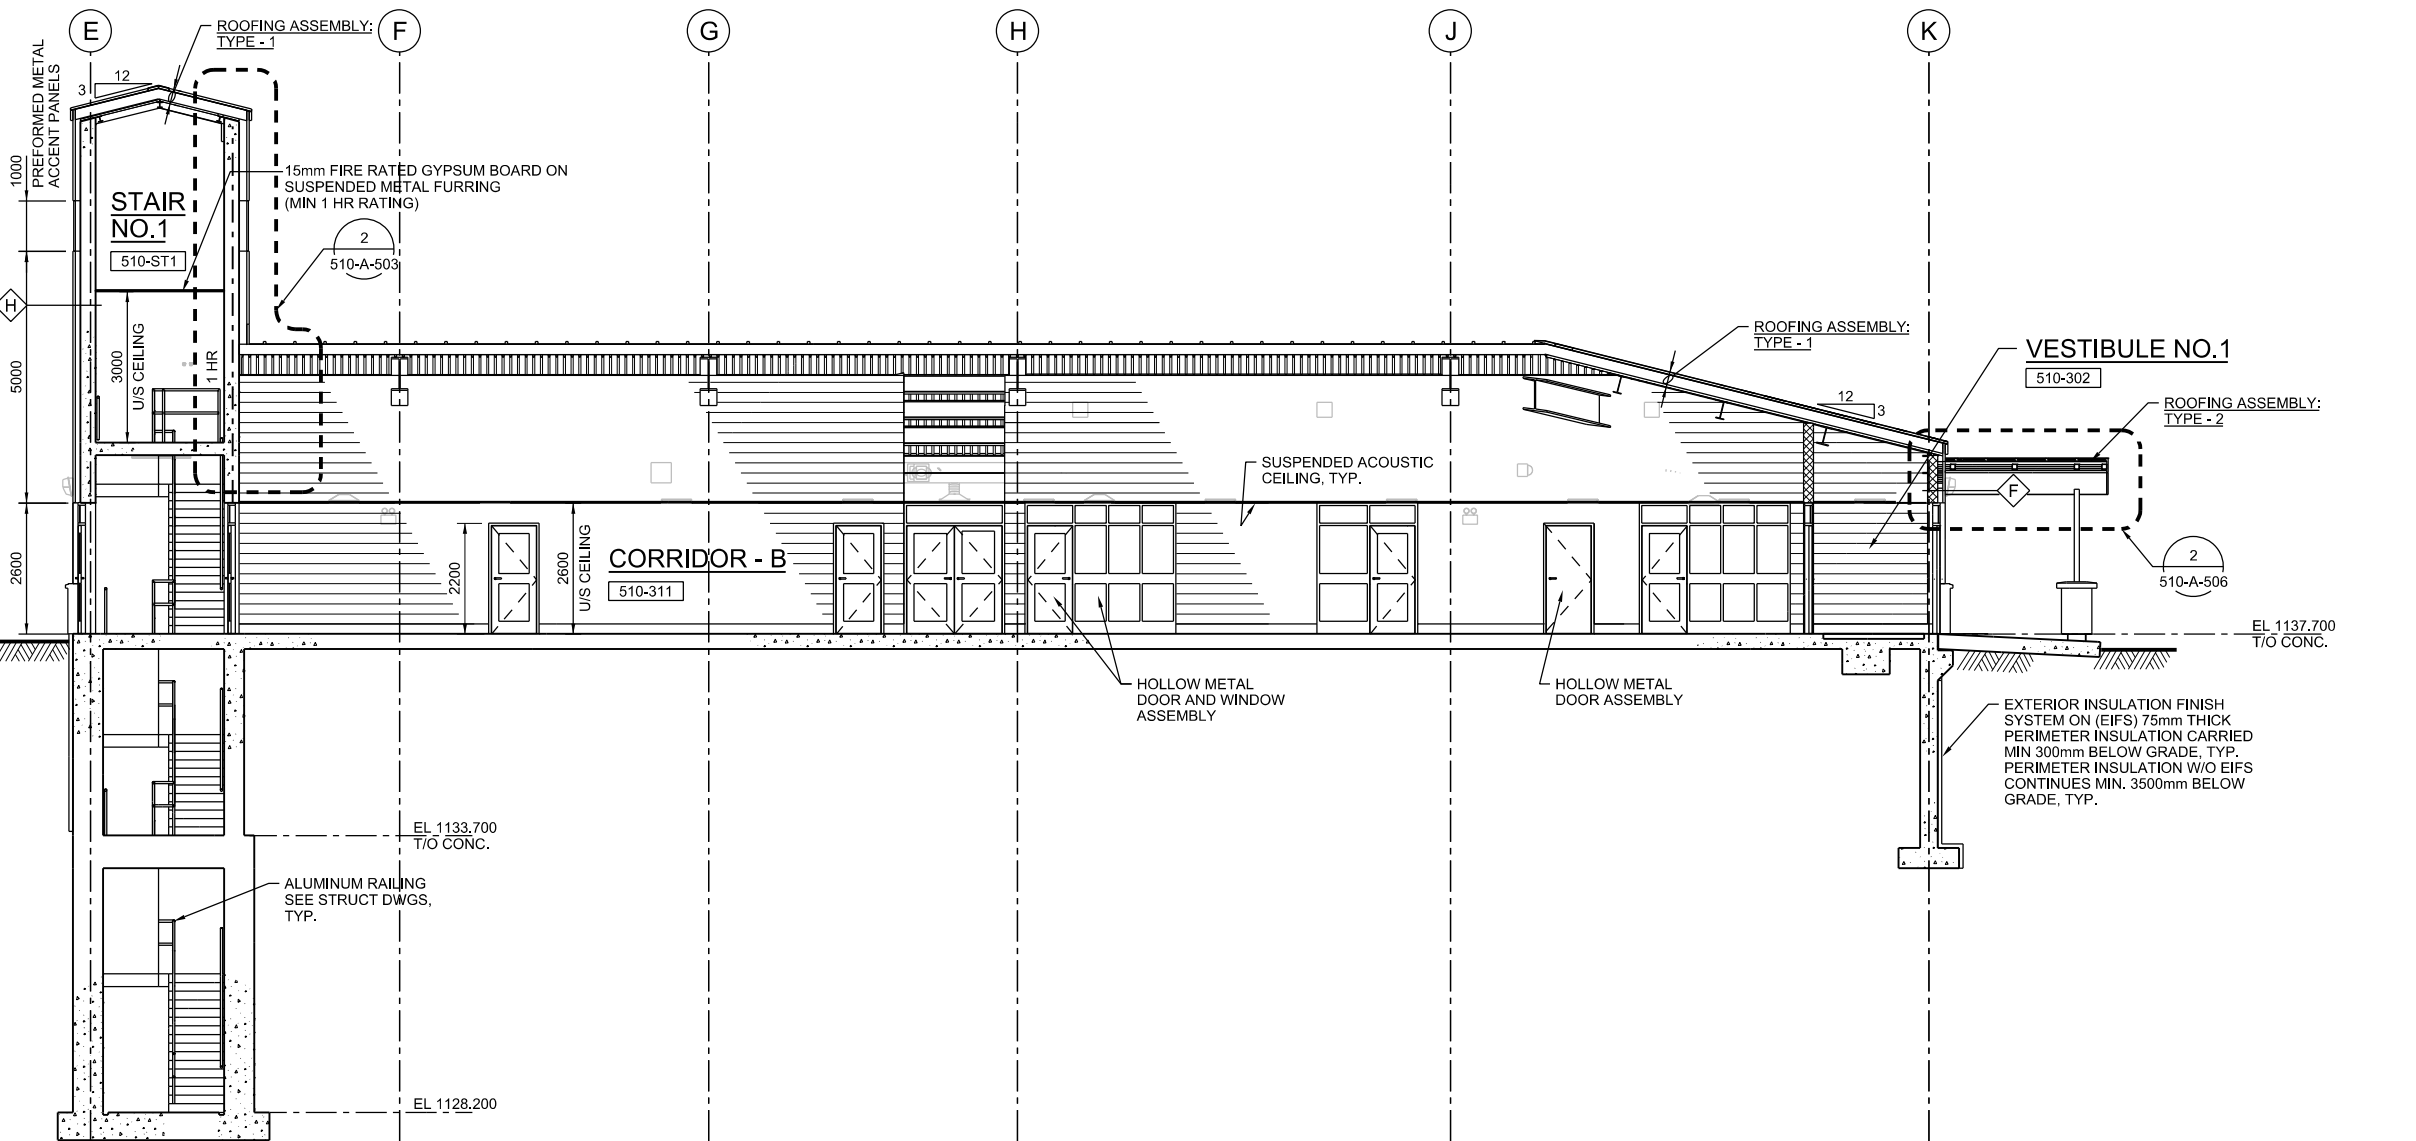 E
F
G
H
J
K
ROOFING ASSEMBLY:
TYPE - 1
12
3
PREFORMED METAL
ACCENT PANELS
1000
15mm FIRE RATED GYPSUM BOARD ON
SUSPENDED METAL FURRING
(MIN 1 HR RATING)
STAIR
NO.1
510-ST1
2
510-A-503
H
5000
3000
U/S CEILING
1 HR
ROOFING ASSEMBLY:
TYPE - 1
VESTIBULE NO.1
510-302
12
3
ROOFING ASSEMBLY:
TYPE - 2
SUSPENDED ACOUSTIC
CEILING, TYP.
F
2600
2200
2600
U/S CEILING
CORRIDOR - B
510-311
2
510-A-506
EL 1137.700
T/O CONC.
HOLLOW METAL
DOOR AND WINDOW
ASSEMBLY
HOLLOW METAL
DOOR ASSEMBLY
EXTERIOR INSULATION FINISH
SYSTEM ON (EIFS) 75mm THICK
PERIMETER INSULATION CARRIED
MIN 300mm BELOW GRADE, TYP.
PERIMETER INSULATION W/O EIFS
CONTINUES MIN. 3500mm BELOW
GRADE, TYP.
EL 1133.700
T/O CONC.
ALUMINUM RAILING
SEE STRUCT DWGS,
TYP.
EL 1128.200